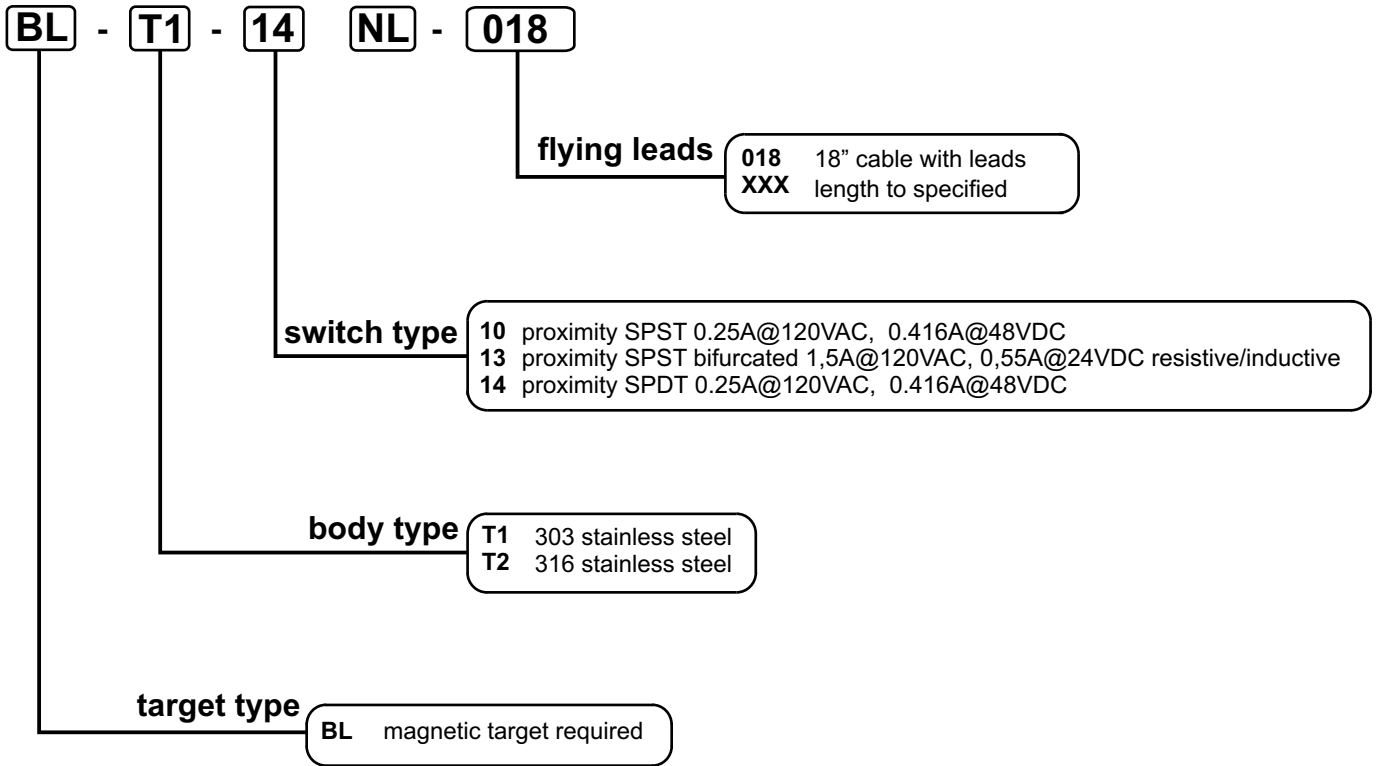 BL - T1 - 14 NL - 018
flying leads
018 18” cable with leads
XXX length to specified
switch type
10 proximity SPST 0.25A@120VAC, 0.416A@48VDC
13 proximity SPST bifurcated 1,5A@120VAC, 0,55A@24VDC resistive/inductive
14 proximity SPDT 0.25A@120VAC, 0.416A@48VDC
body type
T1 303 stainless steel
T2 316 stainless steel
target type
BL magnetic target required